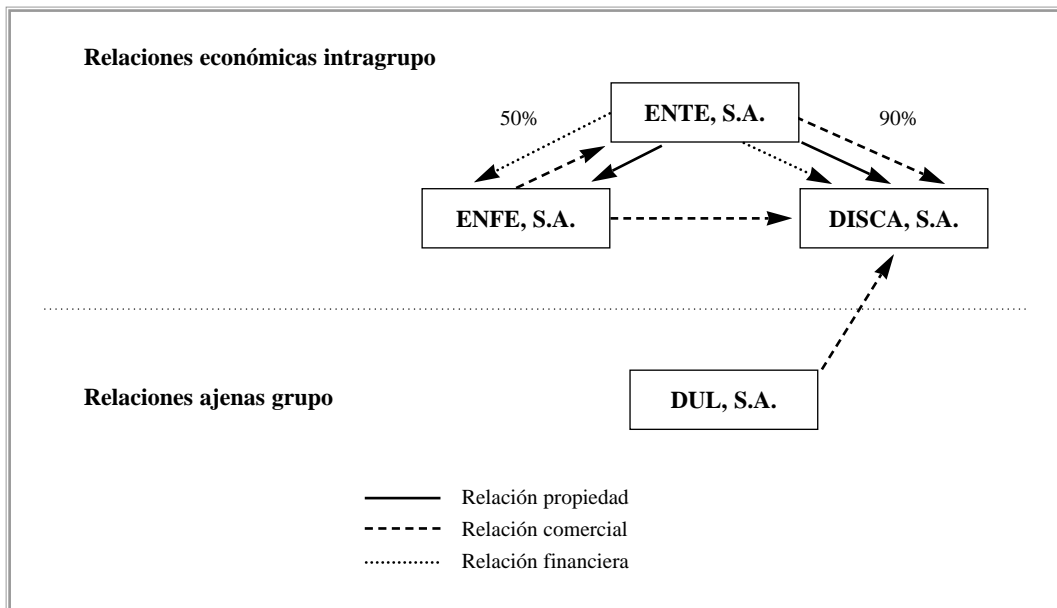 Relaciones económicas intragrupo
50%
ENTE, S.A.
90%
ENFE, S.A.
DISCA, S.A.
Relaciones ajenas grupo
DUL, S.A.
Relación propiedad
Relación comercial
Relación financiera